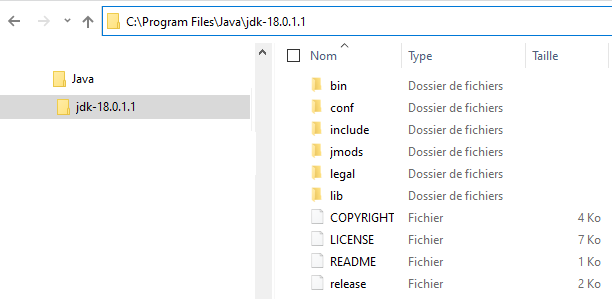 C:\Program Files\Java\jdk-18.0.1.1
Java
jdk-18.0.1.1
Nom Type Taille
bin Dossier de fichiers
conf Dossier de fichiers
include Dossier de fichiers
jmods Dossier de fichiers
legal Dossier de fichiers
lib Dossier de fichiers
COPYRIGHT Fichier 4 Ko
LICENSE Fichier 7 Ko
README Fichier 1 Ko
release Fichier 2 Ko